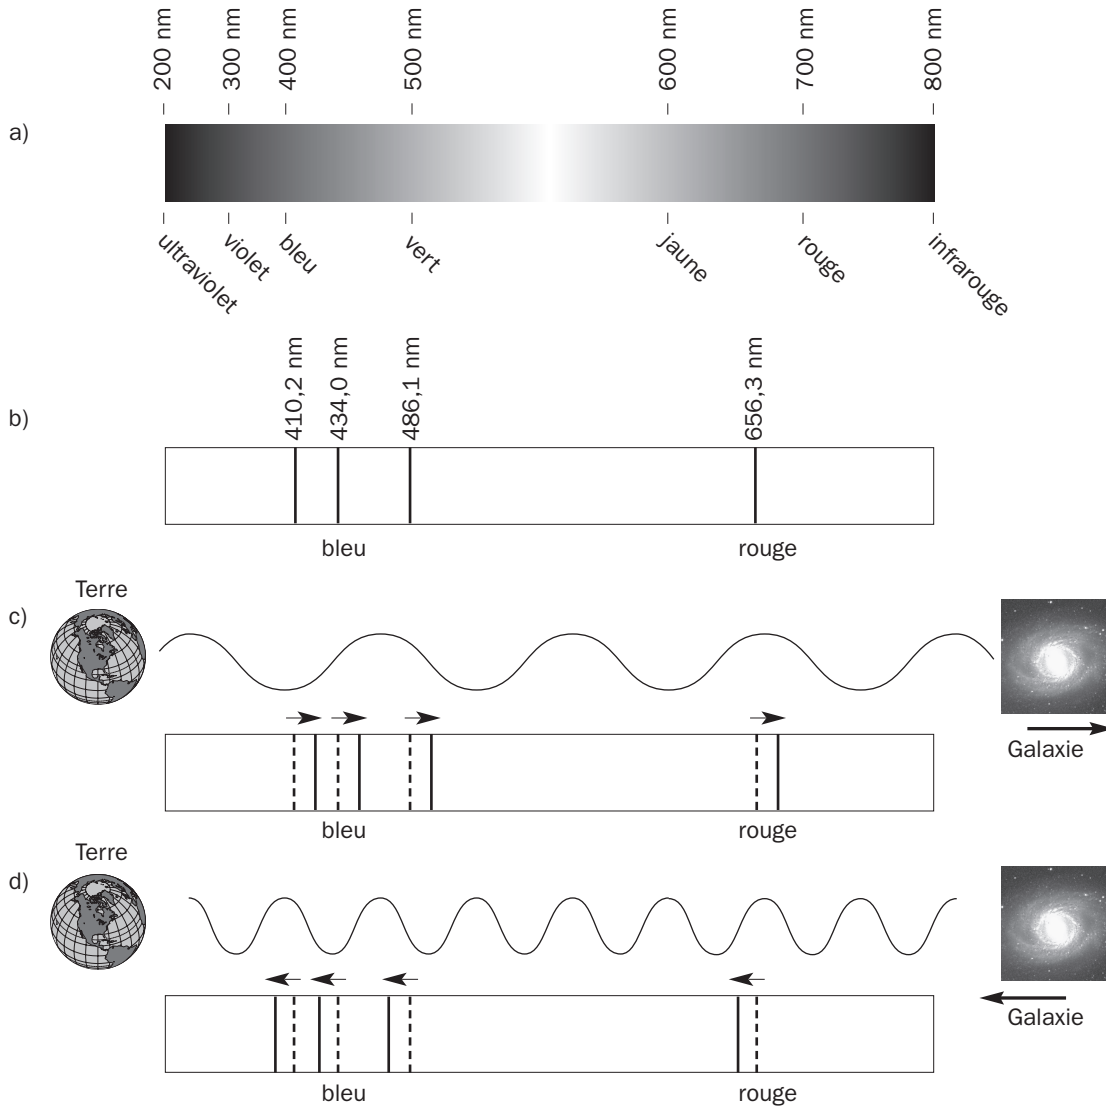 200 nm
300 nm
400 nm
500 nm
600 nm
700 nm
800 nm
a)
ultraviolet
violet
bleu
vert
jaune
rouge
infrarouge
410,2 nm
434,0 nm
486,1 nm
656,3 nm
b)
bleu
rouge
Terre
c)
Galaxie
bleu
rouge
Terre
d)
Galaxie
bleu
rouge